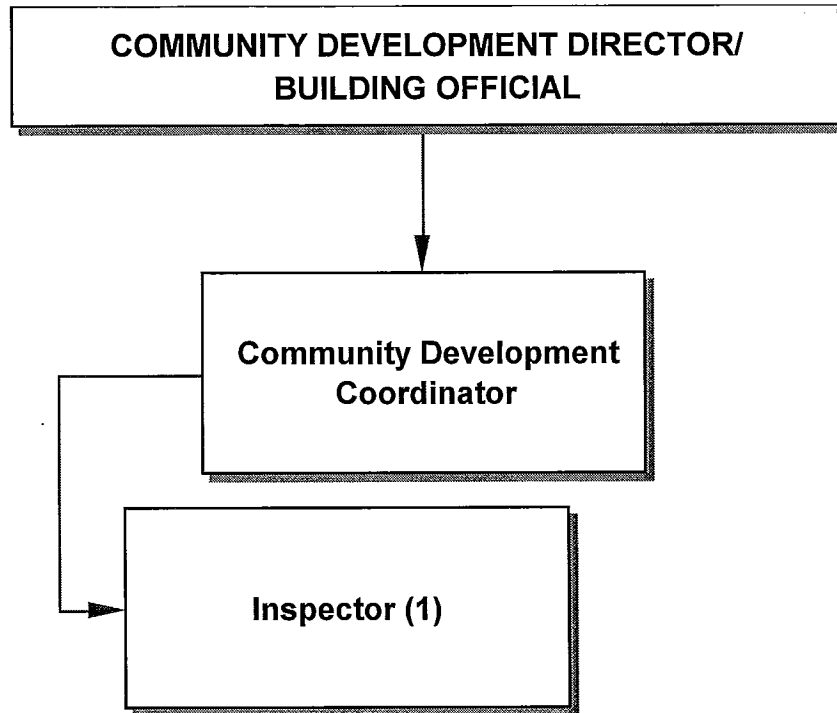 COMMUNITY DEVELOPMENT DIRECTOR/
BUILDING OFFICIAL
Community Development
Coordinator
Inspector (1)